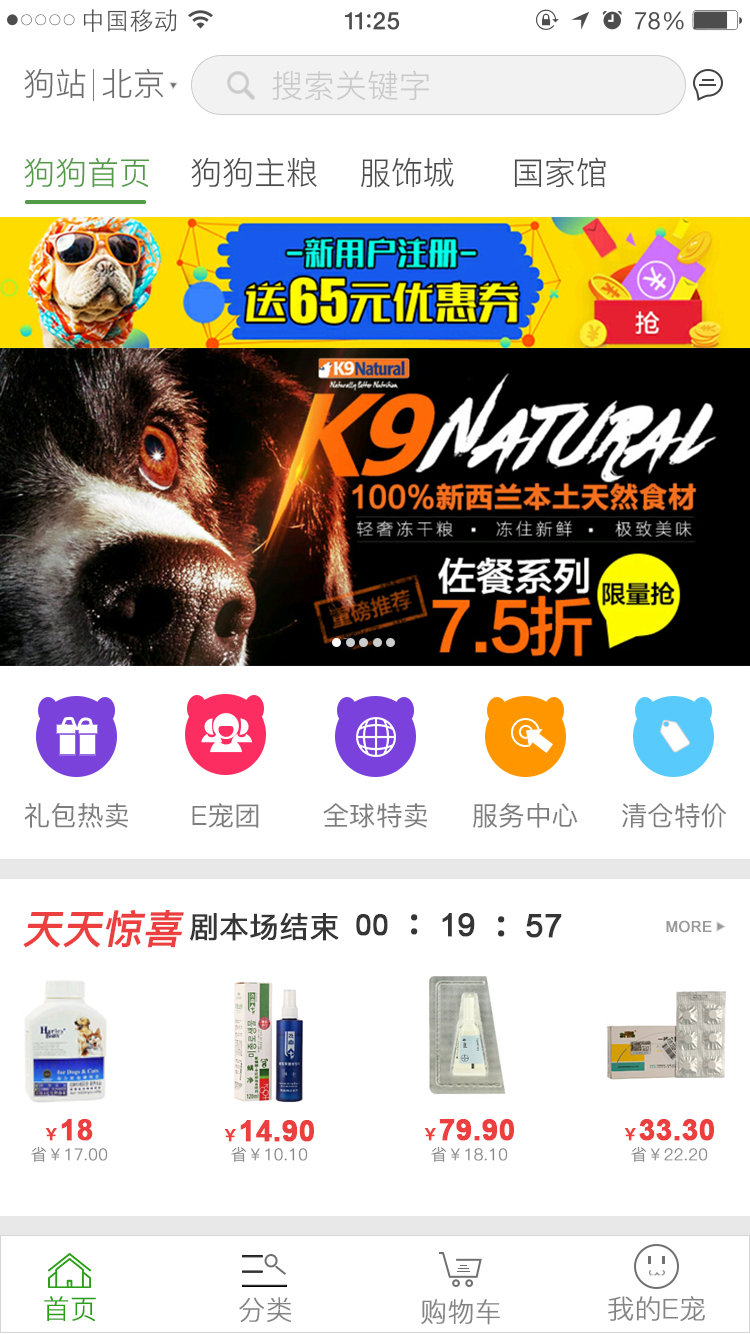 中国移动 11:25 78%
狗站 北京 搜索关键字
狗狗首页 狗狗主粮 服饰城 国家馆
-新用户注册-
送65元优惠券
抢
K9Natural
K9 NATURAL
100%新西兰本土天然食材
轻奢冻干粮 · 冻住新鲜 · 极致美味
佐餐系列
限量抢
重磅推荐
7.5折
礼包热卖 E宠团 全球特卖 服务中心 清仓特价
天天惊喜 剧本场结束 00 : 19 : 57 MORE
for Dogs & Cats
¥18 ¥14.90 ¥79.90 ¥33.30
省¥17.00 省¥10.10 省¥18.10 省¥22.20
首页 分类 购物车 我的E宠